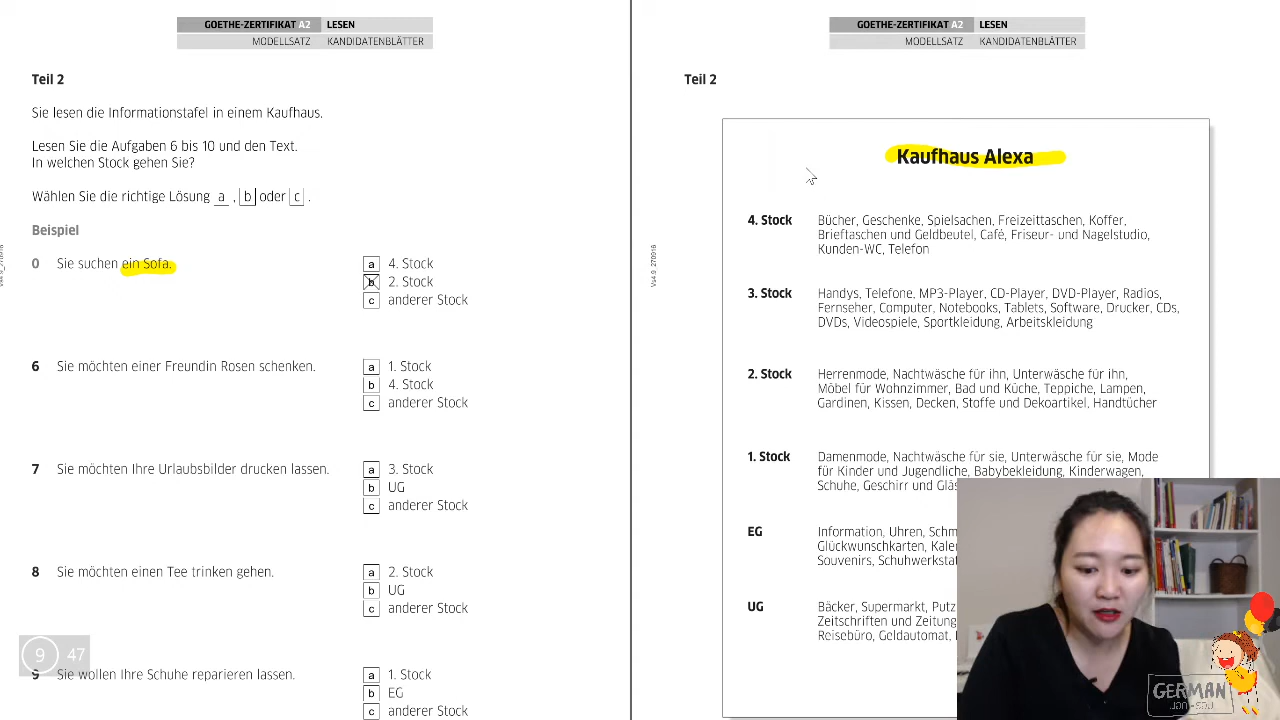 GOETHE-ZERTIFIKAT A2 LESEN
MODELLSATZ KANDIDATENBLÄTTER
Teil 2
Sie lesen die Informationstafel in einem Kaufhaus.
Lesen Sie die Aufgaben 6 bis 10 und den Text.
In welchen Stock gehen Sie?
Wählen Sie die richtige Lösung a , b oder c .
Beispiel
0 Sie suchen ein Sofa.
a 4. Stock
b 2. Stock
c anderer Stock
6 Sie möchten einer Freundin Rosen schenken.
a 1. Stock
b 4. Stock
c anderer Stock
7 Sie möchten Ihre Urlaubsbilder drucken lassen.
a 3. Stock
b UG
c anderer Stock
8 Sie möchten einen Tee trinken gehen.
a 2. Stock
b UG
c anderer Stock
9 Sie wollen Ihre Schuhe reparieren lassen.
a 1. Stock
b EG
c anderer Stock
9 47
Vs4.9_270916
GOETHE-ZERTIFIKAT A2 LESEN
MODELLSATZ KANDIDATENBLÄTTER
Vs4.9_270916
Teil 2
Kaufhaus Alexa
4. Stock Bücher, Geschenke, Spielsachen, Freizeittaschen, Koffer,
Brieftaschen und Geldbeutel, Café, Friseur- und Nagelstudio,
Kunden-WC, Telefon
3. Stock Handys, Telefone, MP3-Player, CD-Player, DVD-Player, Radios,
Fernseher, Computer, Notebooks, Tablets, Software, Drucker, CDs,
DVDs, Videospiele, Sportkleidung, Arbeitskleidung
2. Stock Herrenmode, Nachtwäsche für ihn, Unterwäsche für ihn,
Möbel für Wohnzimmer, Bad und Küche, Teppiche, Lampen,
Gardinen, Kissen, Decken, Stoffe und Dekoartikel, Handtücher
1. Stock Damenmode, Nachtwäsche für sie, Unterwäsche für sie, Mode
für Kinder und Jugendliche, Babybekleidung, Kinderwagen,
Schuhe, Geschirr und Gläs
EG Information, Uhren, Schm
Glückwunschkarten, Kalen
Souvenirs, Schuhwerksta
UG Bäcker, Supermarkt, Putz
Zeitschriften und Zeitung
Reisebüro, Geldautomat,
GERMAN